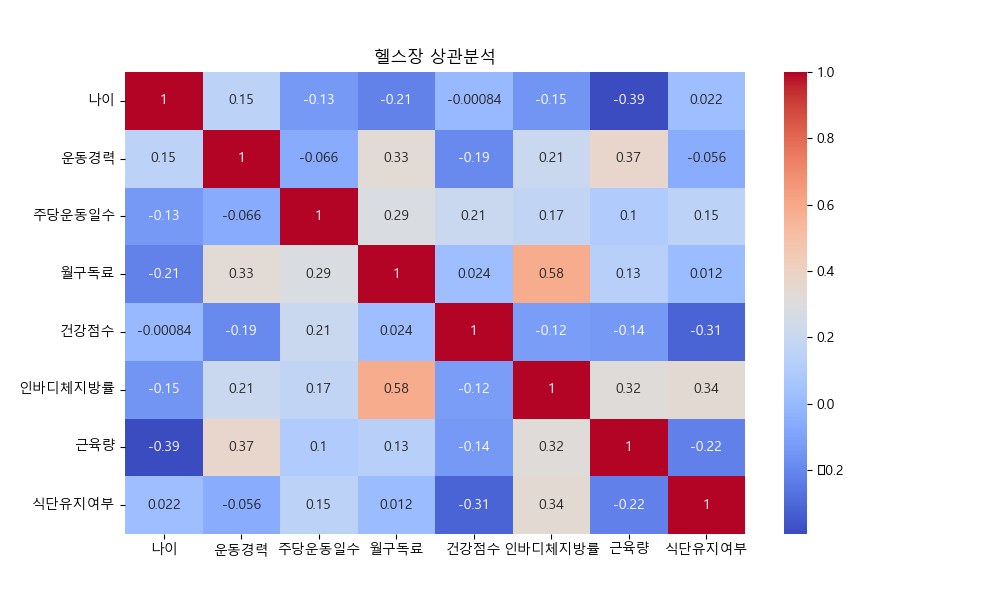 헬스장 상관분석
나이 1 0.15 -0.13 -0.21 -0.00084 -0.15 -0.39 0.022
운동경력 0.15 1 -0.066 0.33 -0.19 0.21 0.37 -0.056
주당운동일수 -0.13 -0.066 1 0.29 0.21 0.17 0.1 0.15
월구독료 -0.21 0.33 0.29 1 0.024 0.58 0.13 0.012
건강점수 -0.00084 -0.19 0.21 0.024 1 -0.12 -0.14 -0.31
인바디체지방률 -0.15 0.21 0.17 0.58 -0.12 1 0.32 0.34
근육량 -0.39 0.37 0.1 0.13 -0.14 0.32 1 -0.22
식단유지여부 0.022 -0.056 0.15 0.012 -0.31 0.34 -0.22 1
나이 운동경력 주당운동일수 월구독료 건강점수 인바디체지방률 근육량 식단유지여부
1.0
0.8
0.6
0.4
0.2
0.0
□0.2